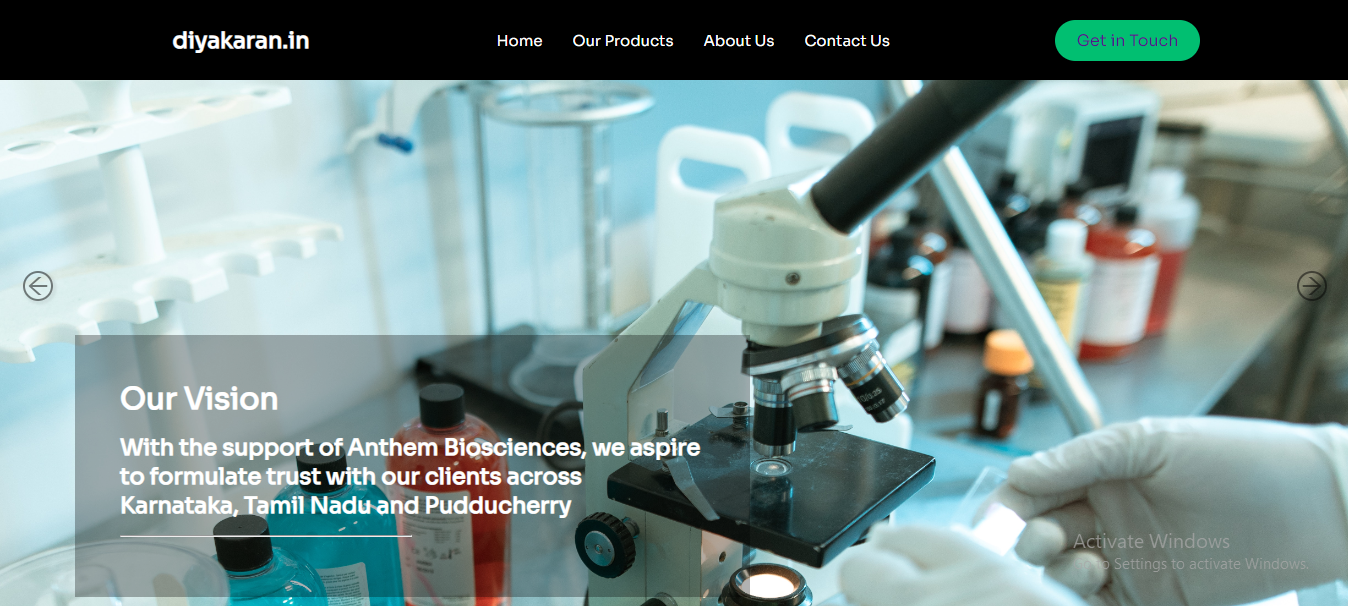 diyakaran.in
Home Our Products About Us Contact Us
Get in Touch
Our Vision
With the support of Anthem Biosciences, we aspire
to formulate trust with our clients across
Karnataka, Tamil Nadu and Pudducherry
Activate Windows
to Settings to activate Windows.